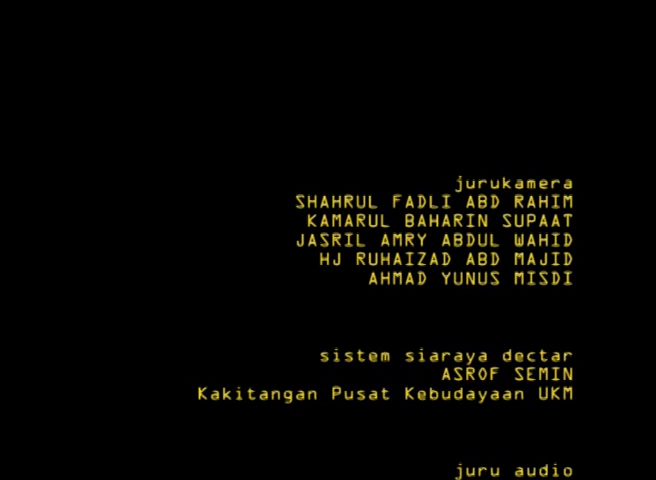 jurukamera
SHAHRUL FADLI ABD RAHIM
KAMARUL BAHARIN SUPAAT
JASRIL AMRY ABDUL WAHID
HJ RUHAIZAD ABD MAJID
AHMAD YUNUS MISDI
sistem siaraya dectar
ASROF SEMIN
Kakitangan Pusat Kebudayaan UKM
juru audio